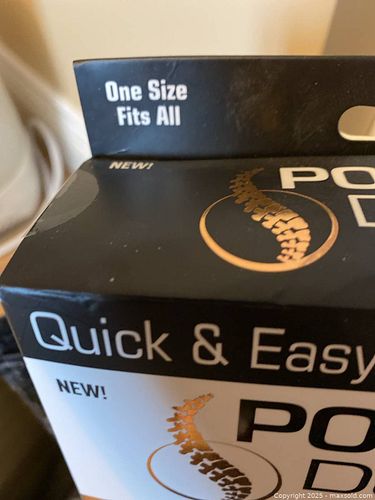 One Size
Fits All
NEW!
PO
D
Quick & Easy
NEW!
PO
Copyright 2025 - maxsold.com